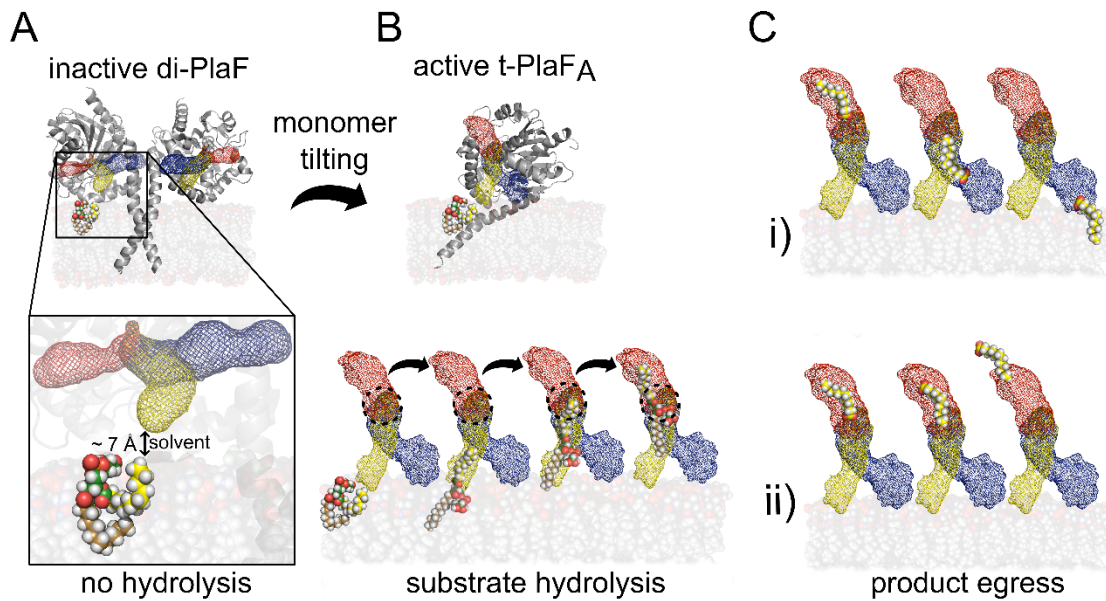 A
inactive di-PlaF
monomer
tilting
B
active t-PlaFA
C
i)
~ 7 Å
solvent
no hydrolysis
substrate hydrolysis
ii)
product egress